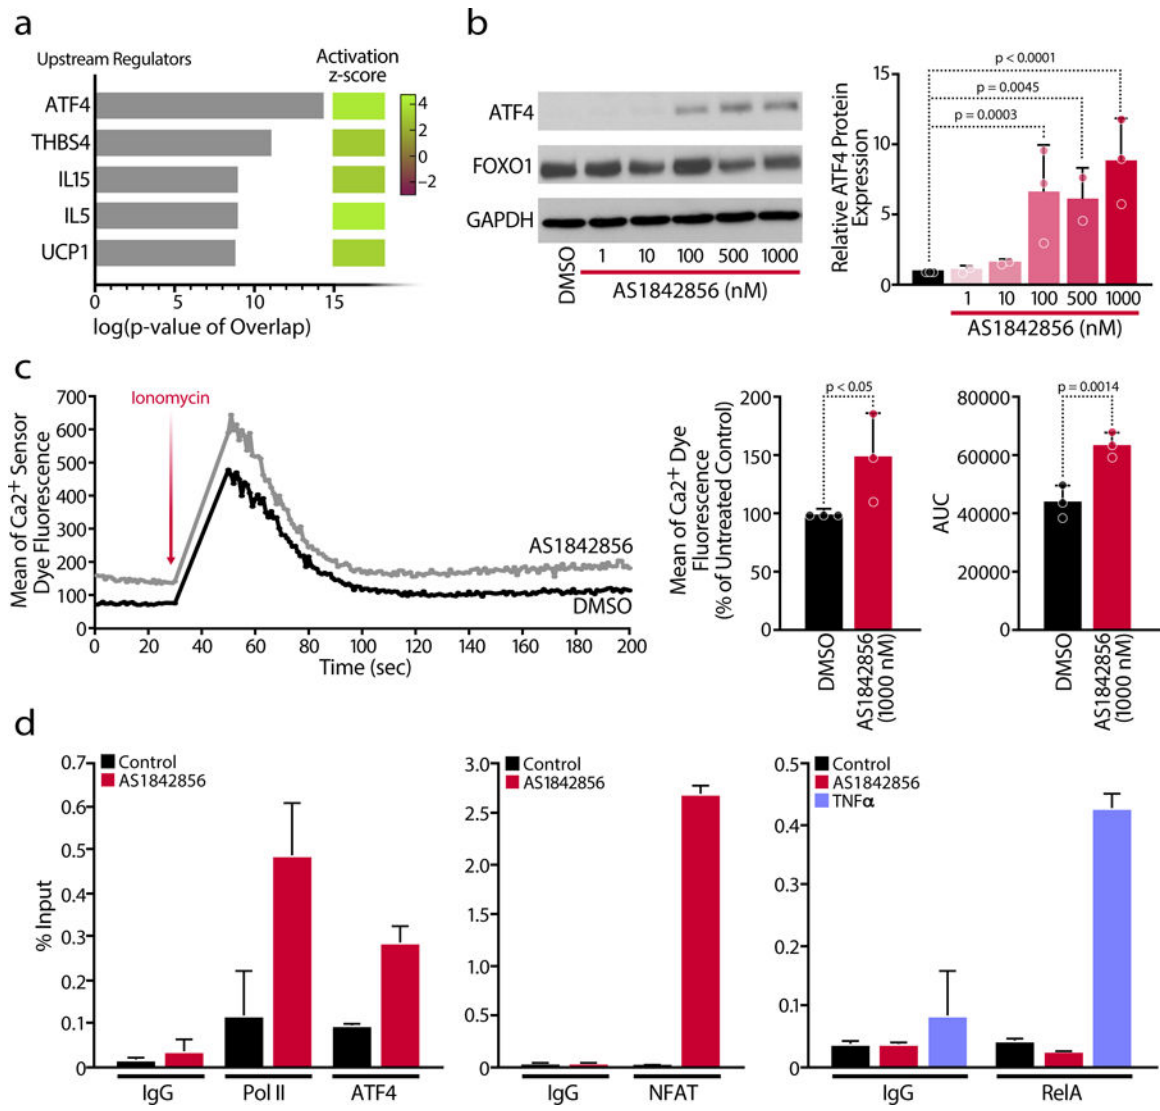 a
Upstream Regulators
Activation
z-score
ATF4
THBS4
IL15
IL5
UCP1
4
2
0
−2
0
5
10
15
log(p-value of Overlap)
b
ATF4
FOXO1
GAPDH
DMSO
1
10
100
500
1000
AS1842856 (nM)
Relative ATF4 Protein
Expression
15
10
5
0
p < 0.0001
p = 0.0045
p = 0.0003
1
10
100
500
1000
AS1842856 (nM)
c
Mean of Ca2+ Sensor
Dye Fluorescence
700
600
500
400
300
200
100
0
Ionomycin
AS1842856
DMSO
0
20
40
60
80
100
120
140
160
180
200
Time (sec)
Mean of Ca2+ Dye
Fluorescence
(% of Untreated Control)
200
150
100
50
0
p < 0.05
DMSO
AS1842856
(1000 nM)
AUC
80000
60000
40000
20000
0
p = 0.0014
DMSO
AS1842856
(1000 nM)
d
% Input
0.7
0.6
0.5
0.4
0.3
0.2
0.1
0
Control
AS1842856
IgG
Pol II
ATF4
3.0
2.5
2.0
1.5
1.0
5.0
0
Control
AS1842856
IgG
NFAT
0.5
0.4
0.3
0.2
0.1
0
Control
AS1842856
TNFα
IgG
RelA